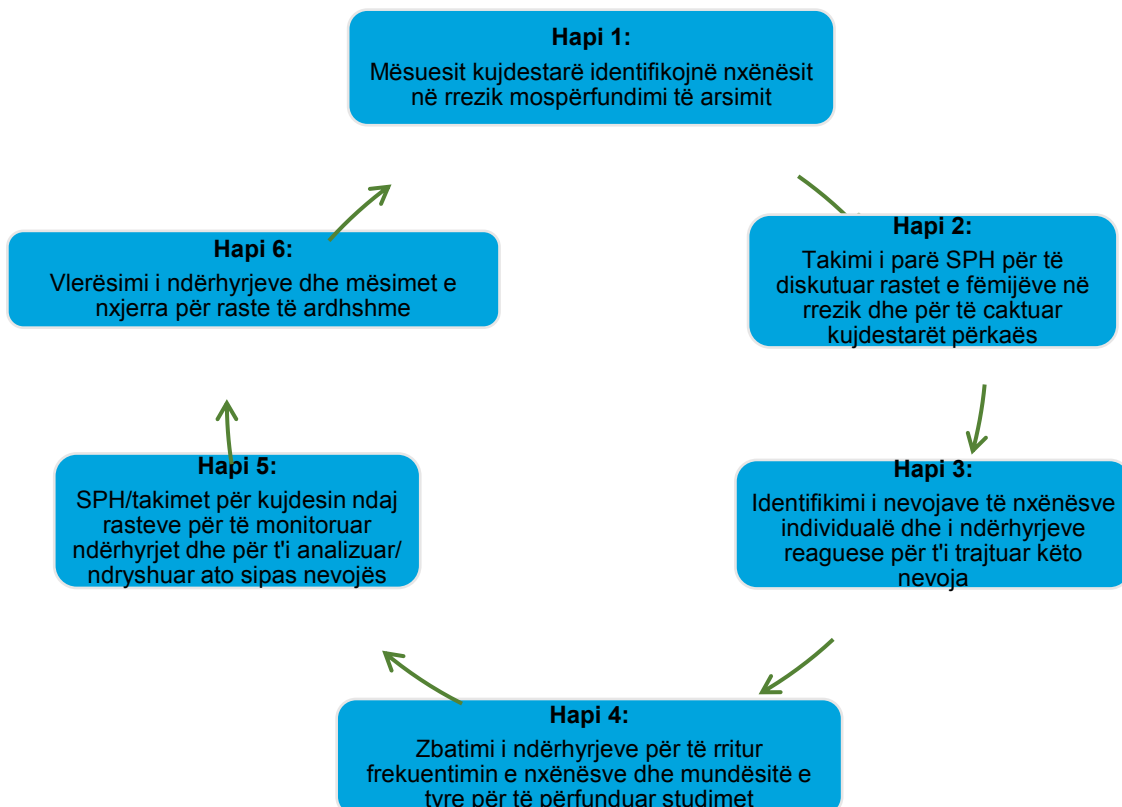 Hapi 1:
Mësuesit kujdestarë identifikojnë nxënësit
në rrezik mospërfundimi të arsimit
Hapi 2:
Takimi i parë SPH për të
diskutuar rastet e fëmijëve në
rrezik dhe për të caktuar
kujdestarët përkaës
Hapi 3:
Identifikimi i nevojave të nxënësve
individualë dhe i ndërhyrjeve
reaguese për t'i trajtuar këto
nevoja
Hapi 4:
Zbatimi i ndërhyrjeve për të rritur
frekuentimin e nxënësve dhe mundësitë e
tyre për të përfunduar studimet
Hapi 5:
SPH/takimet për kujdesin ndaj
rasteve për të monitoruar
ndërhyrjet dhe për t'i analizuar/
ndryshuar ato sipas nevojës
Hapi 6:
Vlerësimi i ndërhyrjeve dhe mësimet e
nxjerra për raste të ardhshme